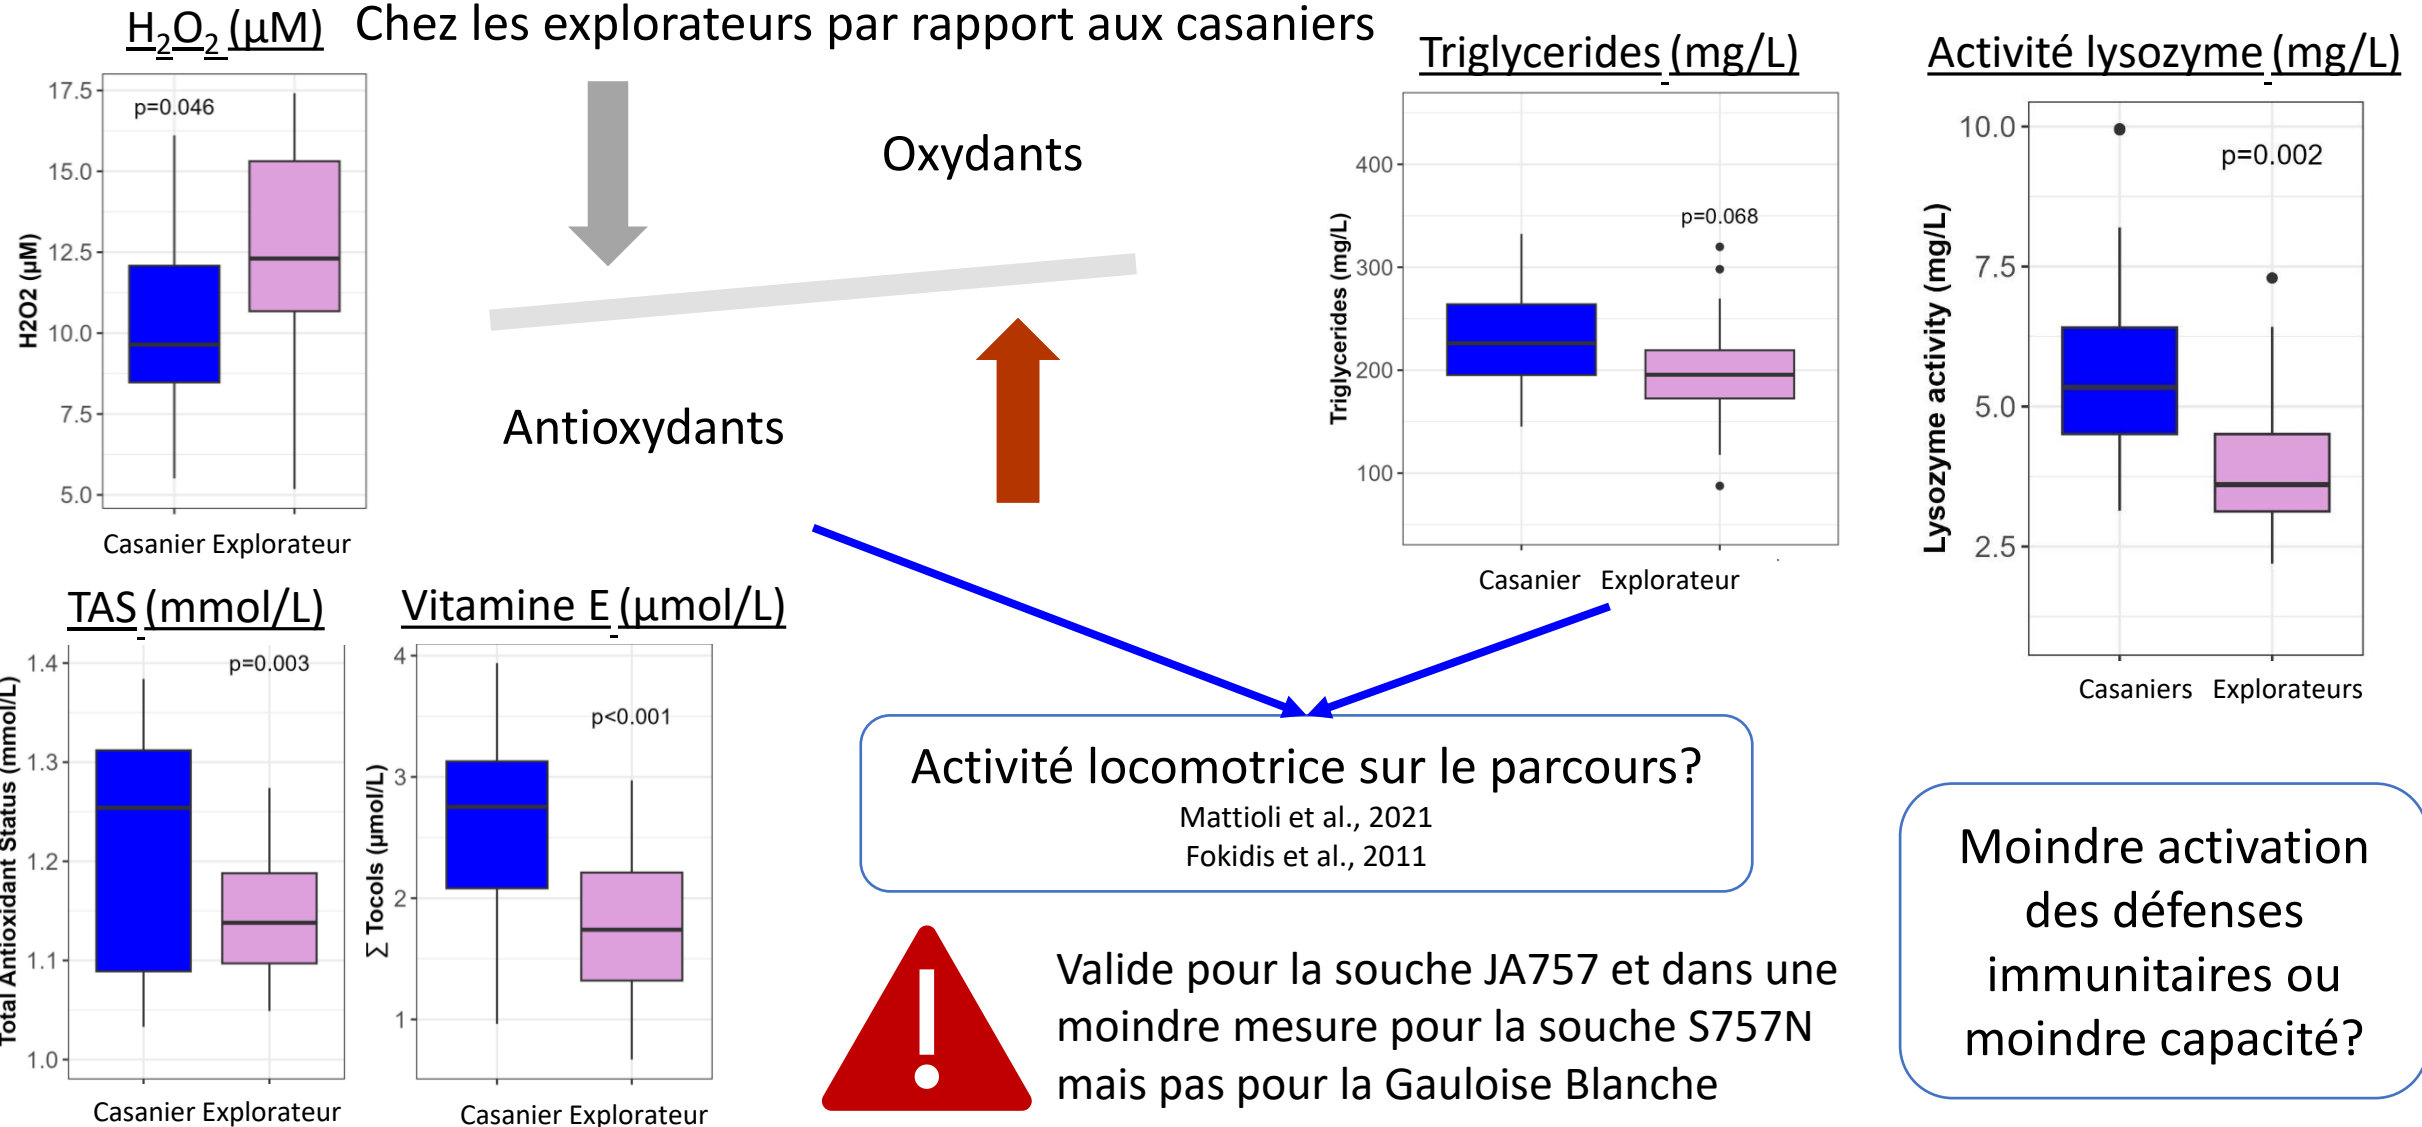 Chez les explorateurs par rapport aux casaniers
H₂O₂ (µM)
17.5
15.0
12.5
10.0
7.5
5.0
H2O2 (µM)
p=0.046
Casanier Explorateur
Oxydants
Antioxydants
Triglycerides (mg/L)
400
300
200
100
Triglycerides (mg/L)
p=0.068
Casanier Explorateur
Activité lysozyme (mg/L)
10.0
7.5
5.0
2.5
Lysozyme activity (mg/L)
p=0.002
Casaniers Explorateurs
TAS (mmol/L)
1.4
1.3
1.2
1.1
1.0
Total Antioxidant Status (mmol/L)
p=0.003
Casanier Explorateur
Vitamine E (µmol/L)
4
3
2
1
∑ Tocols (µmol/L)
p<0.001
Casanier Explorateur
Activité locomotrice sur le parcours?
Mattioli et al., 2021
Fokidis et al., 2011
Valide pour la souche JA757 et dans une
moindre mesure pour la souche S757N
mais pas pour la Gauloise Blanche
Moindre activation
des défenses
immunitaires ou
moindre capacité?